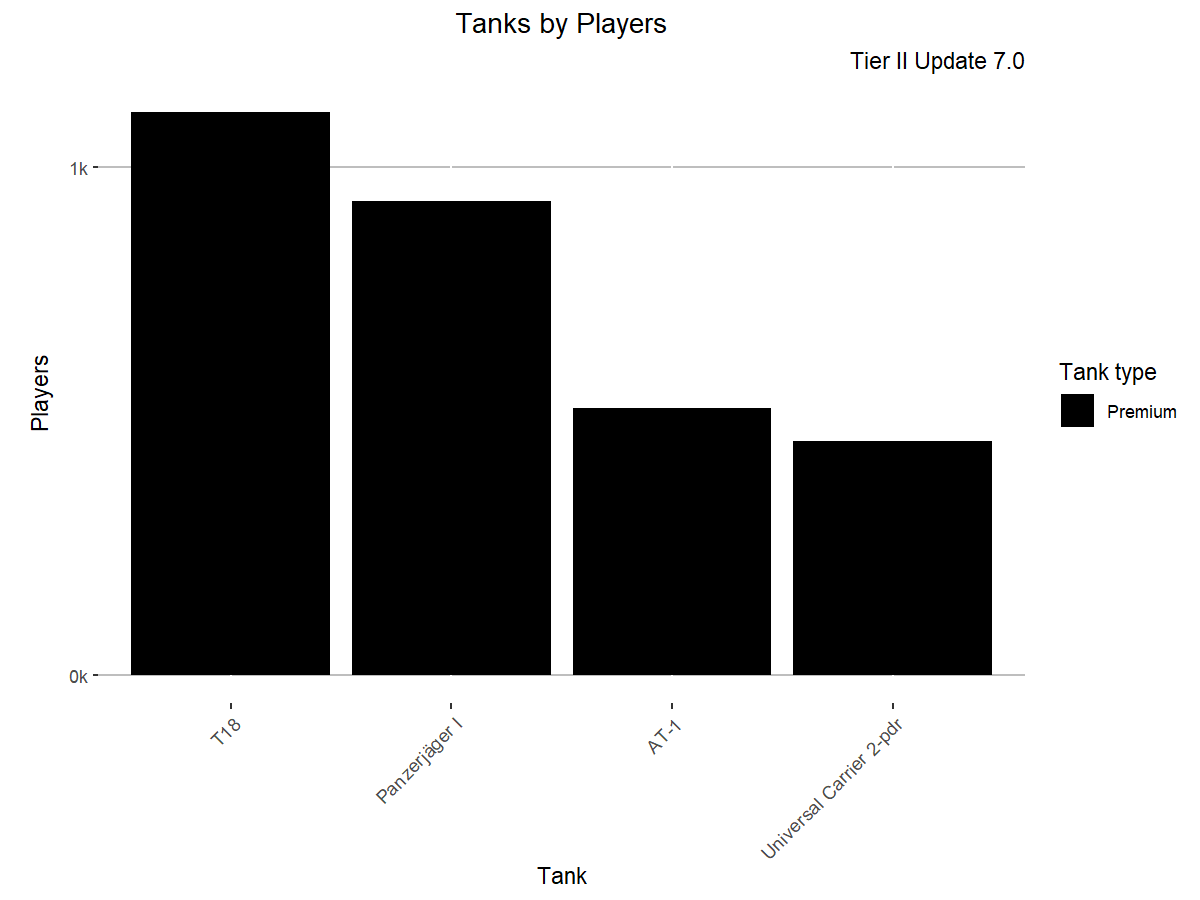 Tanks by Players
Tier II Update 7.0
1k
0k
Players
T18
Panzerjäger I
AT-1
Universal Carrier 2-pdr
Tank
Tank type
Premium